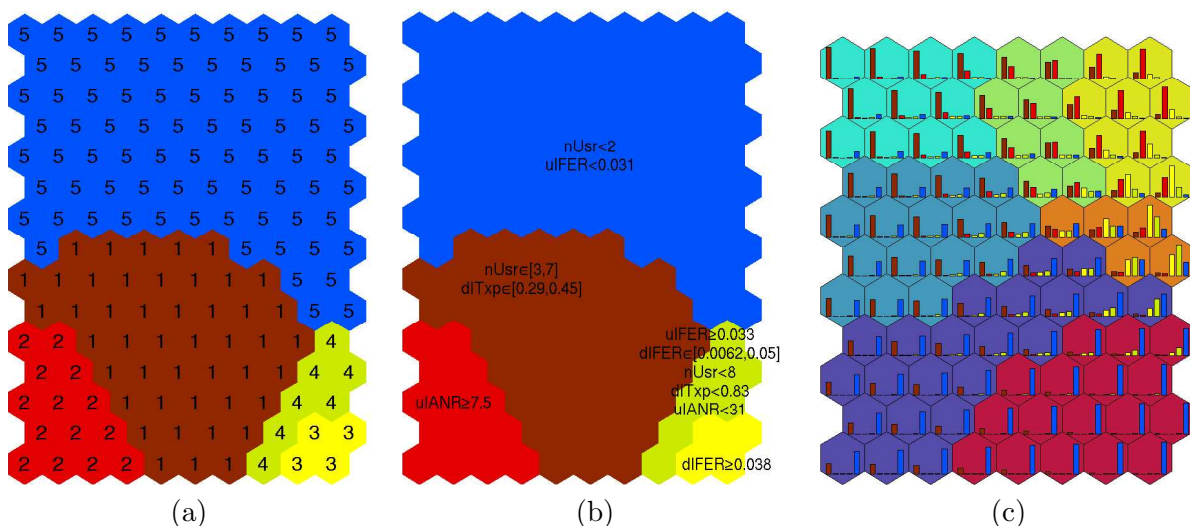 5 5 5 5 5 5 5 5 5 5
5 5 5 5 5 5 5 5 5 5
5 5 5 5 5 5 5 5 5 5
5 5 5 5 5 5 5 5 5 5
5 5 5 5 5 5 5 5 5 5
5 5 5 5 5 5 5 5 5 5
5 5 5 5 5 5 5 5 5 5
5 1 1 1 1 1 5 5 5 5
1 1 1 1 1 1 1 1 5 5
1 1 1 1 1 1 1 1 5 5
2 2 1 1 1 1 1 1 1 4
2 2 1 1 1 1 1 1 4 4
2 2 2 1 1 1 1 1 4 4
2 2 2 1 1 1 1 4 3 3
2 2 2 2 1 1 1 4 3 3
(a)
nUsr<2
ulFER<0.031
nUsr∈[3,7]
dlTxp∈[0.29,0.45]
ulFER≥0.033
dlFER∈[0.0062,0.05]
nUsr<8
dlTxp<0.83
ulANR<31
ulANR≥7.5
dlFER≥0.038
(b)
(c)